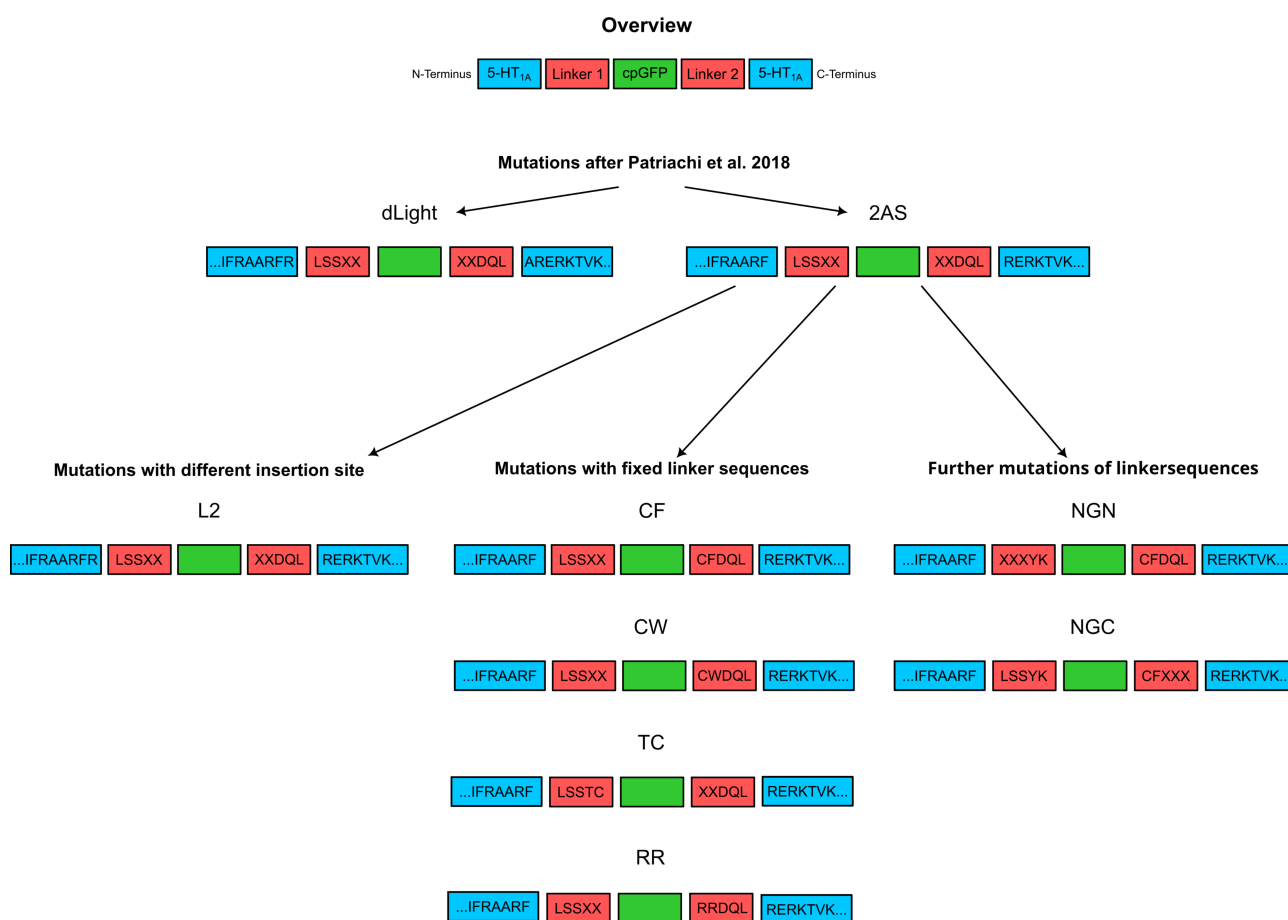 Overview
N-Terminus 5-HT1A Linker 1 cpGFP Linker 2 5-HT1A C-Terminus
Mutations after Patriachi et al. 2018
dLight 2AS
...IFRAARFR LSSXX XXDQL ARERKTVK.. ...IFRAARF LSSXX XXDQL RERKTVK...
Mutations with different insertion site Mutations with fixed linker sequences Further mutations of linkersequences
L2 CF NGN
...IFRAARFR LSSXX XXDQL RERKTVK... ...IFRAARF LSSXX CFDQL RERKTVK... ...IFRAARF XXXYK CFDQL RERKTVK...
CW NGC
...IFRAARF LSSXX CWDQL RERKTVK... ...IFRAARF LSSYK CFXXX RERKTVK...
TC
...IFRAARF LSSTC XXDQL RERKTVK...
RR
...IFRAARF LSSXX RRDQL RERKTVK...